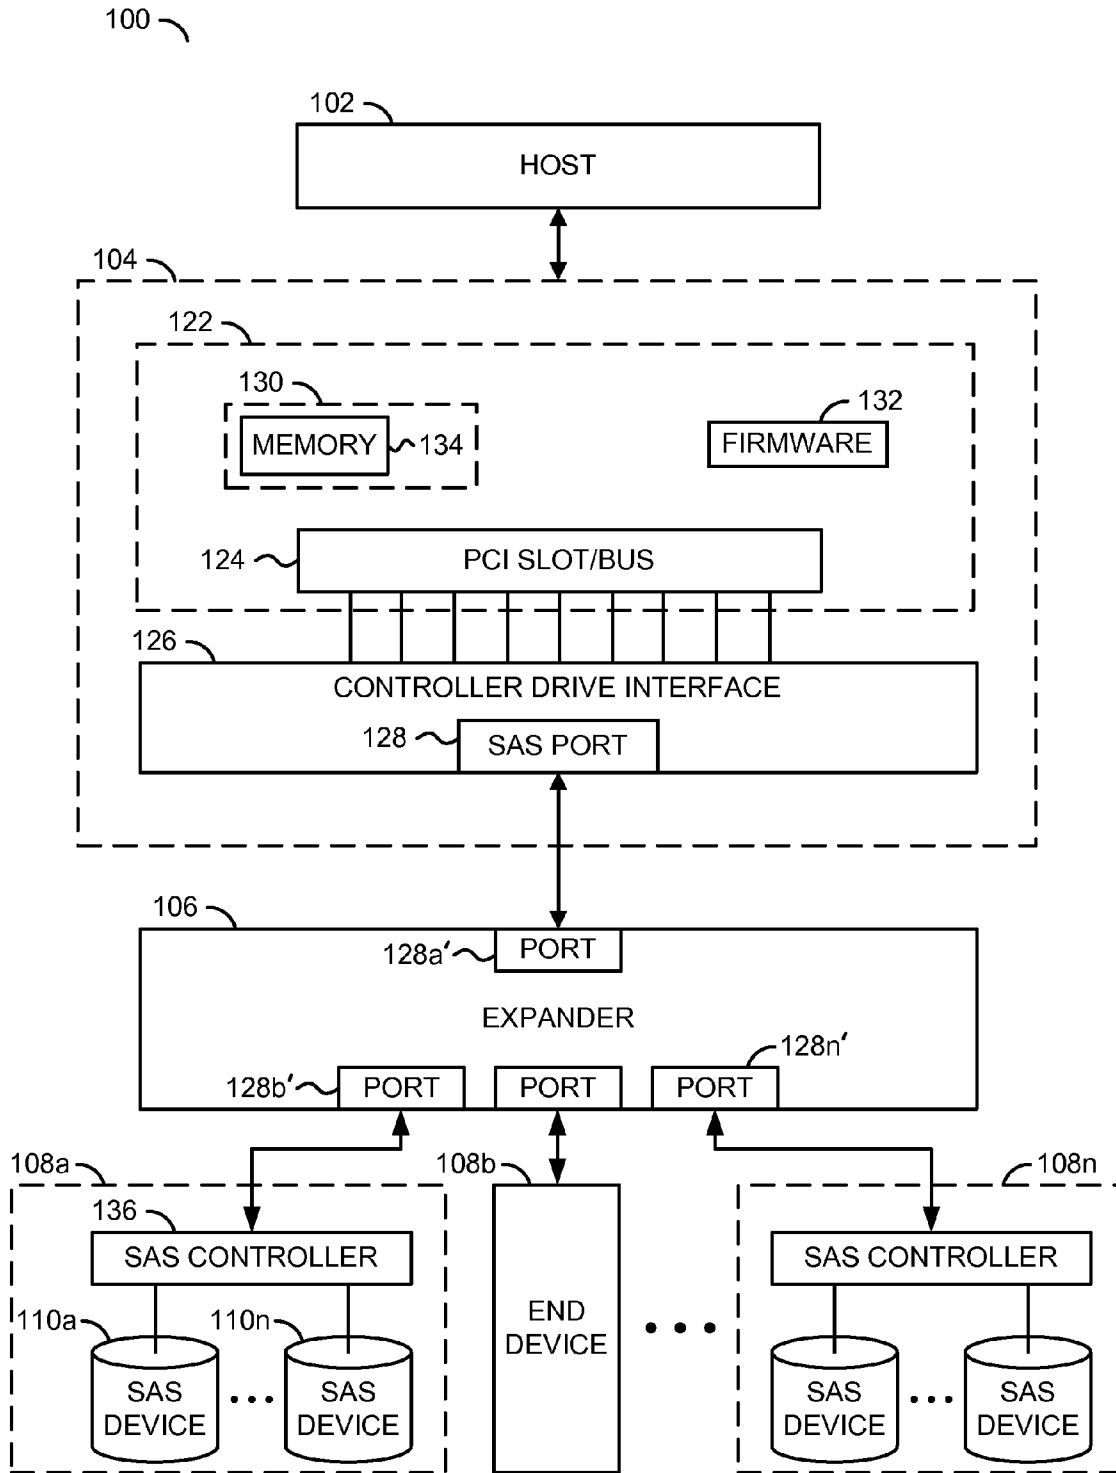 100
102
HOST
104
122
130
132
MEMORY
134
FIRMWARE
124
PCI SLOT/BUS
126
CONTROLLER DRIVE INTERFACE
128
SAS PORT
106
128a'
PORT
EXPANDER
128n'
128b'
PORT
PORT
PORT
108a
108b
108n
136
SAS CONTROLLER
SAS CONTROLLER
110a
110n
END
DEVICE
SAS
DEVICE
SAS
DEVICE
SAS
DEVICE
SAS
DEVICE